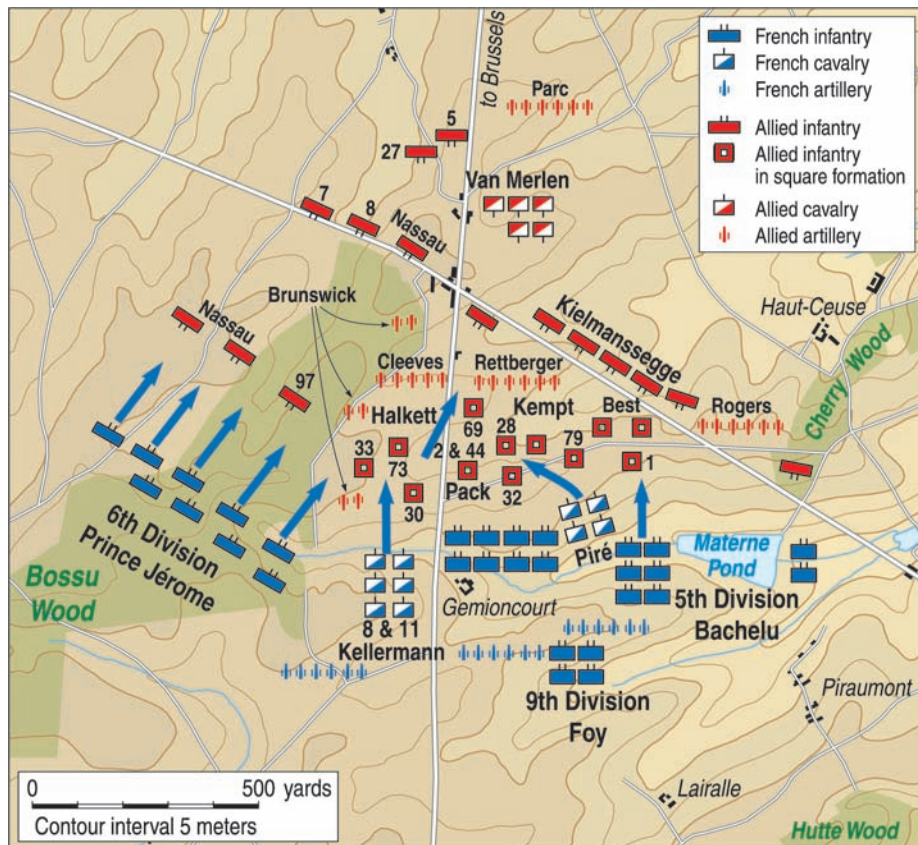 to Brussels
French infantry
French cavalry
French artillery
Allied infantry
Allied infantry
in square formation
Allied cavalry
Allied artillery
Parc
5
27
Van Merlen
7
8
Nassau
Brunswick
Nassau
Kielmanssegge
Haut-Ceuse
Cherry Wood
Cleeves
Rettberger
97
Halkett
69
28
Kempt
Best
Rogers
33
73
2 & 44
79
1
Pack
32
30
6th Division
Prince Jérome
Piré
Materne
Pond
Bossu
Wood
Gemioncourt
5th Division
Bachelu
8 & 11
Kellermann
9th Division
Foy
Piraumont
Lairalle
Hutte Wood
0 500 yards
Contour interval 5 meters